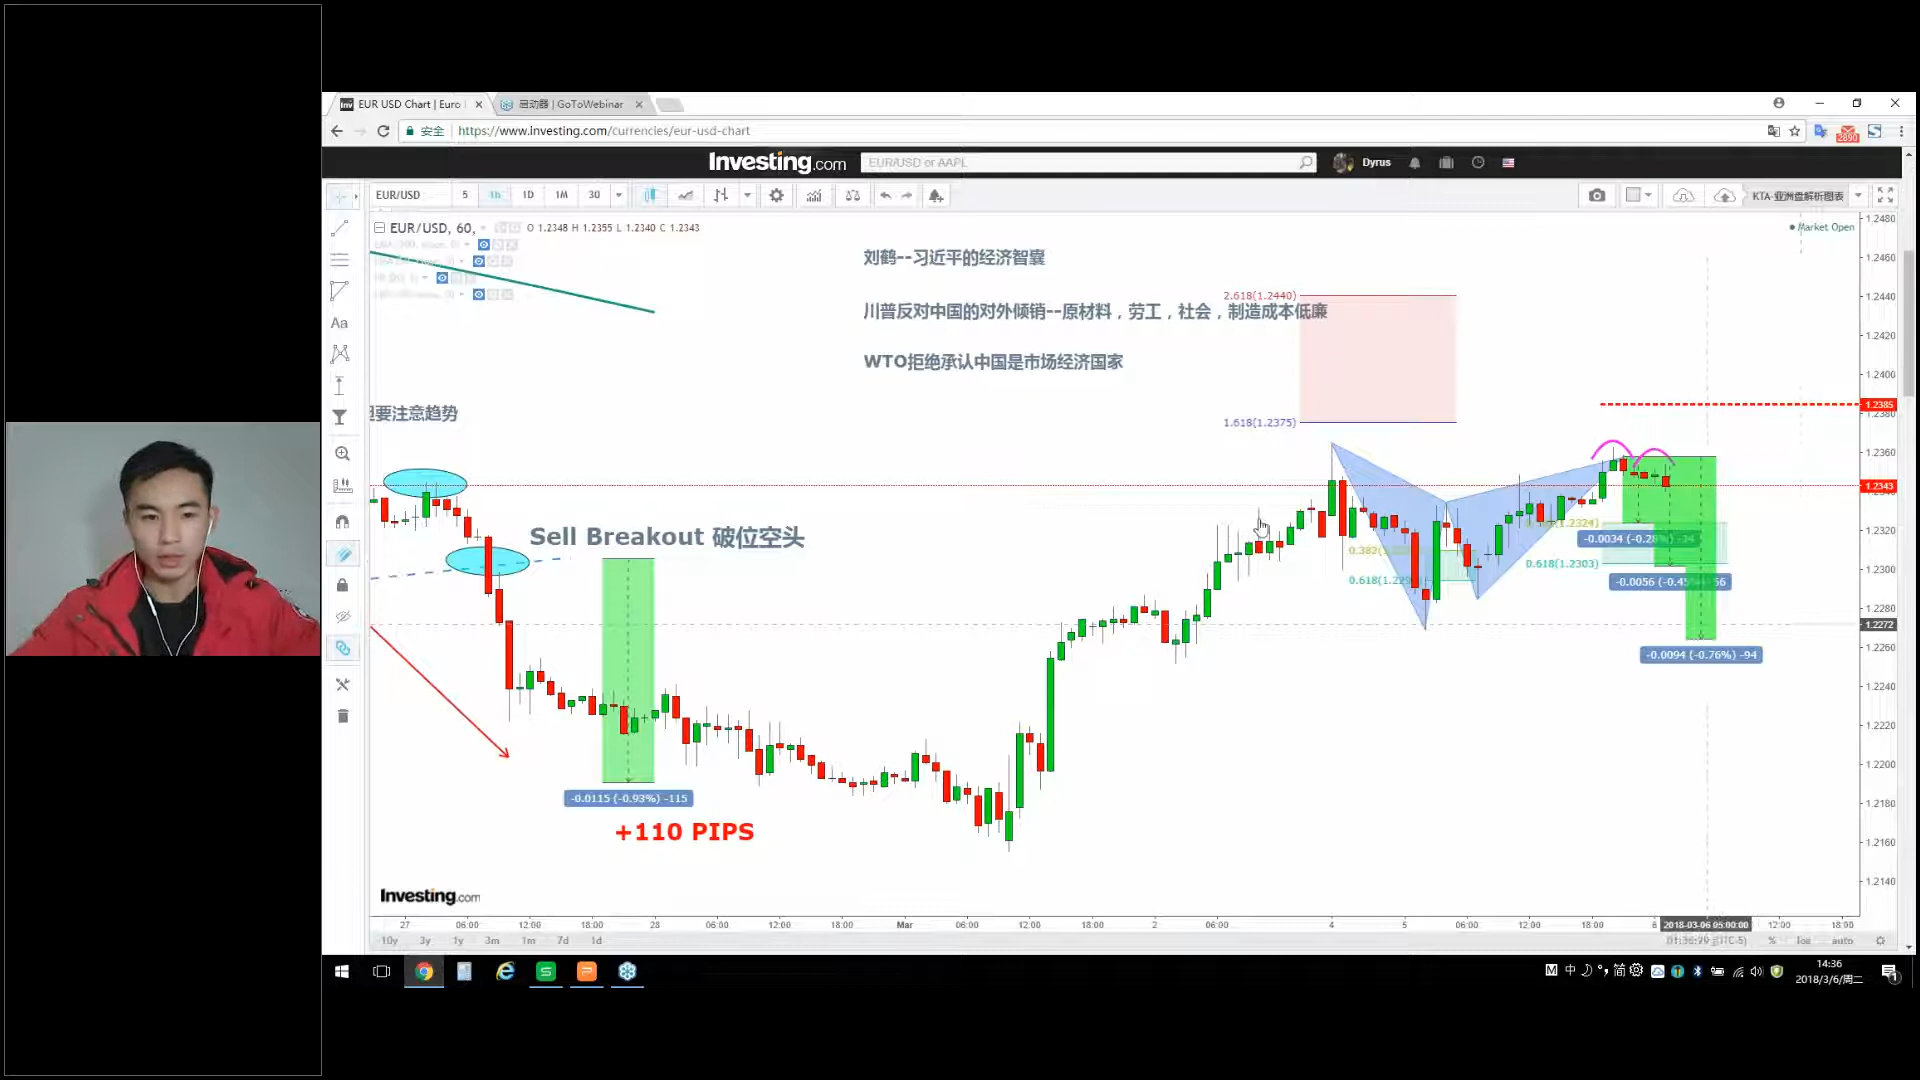 EUR USD Chart | Euro
启动器 | GoToWebinar
安全
https://www.investing.com/currencies/eur-usd-chart
2890
Investing.com
EUR/USD or AAPL
Dyrus
EUR/USD
5
1h
1D
1M
30
KTA-亚洲盘解析图表
EUR/USD, 60,
O 1.2348 H 1.2355 L 1.2340 C 1.2343
Market Open
刘鹤--习近平的经济智囊
2.618(1.2440)
川普反对中国的对外倾销--原材料，劳工，社会，制造成本低廉
WTO拒绝承认中国是市场经济国家
要注意趋势
1.618(1.2375)
Sell Breakout 破位空头
0.618(1.2303)
-0.0094 (-0.76%) -94
-0.0115 (-0.93%) -115
+110 PIPS
Aa
1.2480
1.2460
1.2440
1.2420
1.2400
1.2385
1.2380
1.2360
1.2343
1.2320
1.2300
1.2280
1.2272
1.2260
1.2240
1.2220
1.2200
1.2180
1.2160
1.2140
Investing.com
27
06:00
12:00
18:00
28
06:00
12:00
18:00
Mar
06:00
12:00
18:00
2
06:00
4
5
06:00
12:00
18:00
2018-03-06 05:00:00
12:00
18:00
10y
3y
1y
3m
1m
7d
1d
%
log
auto
中
简
14:36
2018/3/6/周二